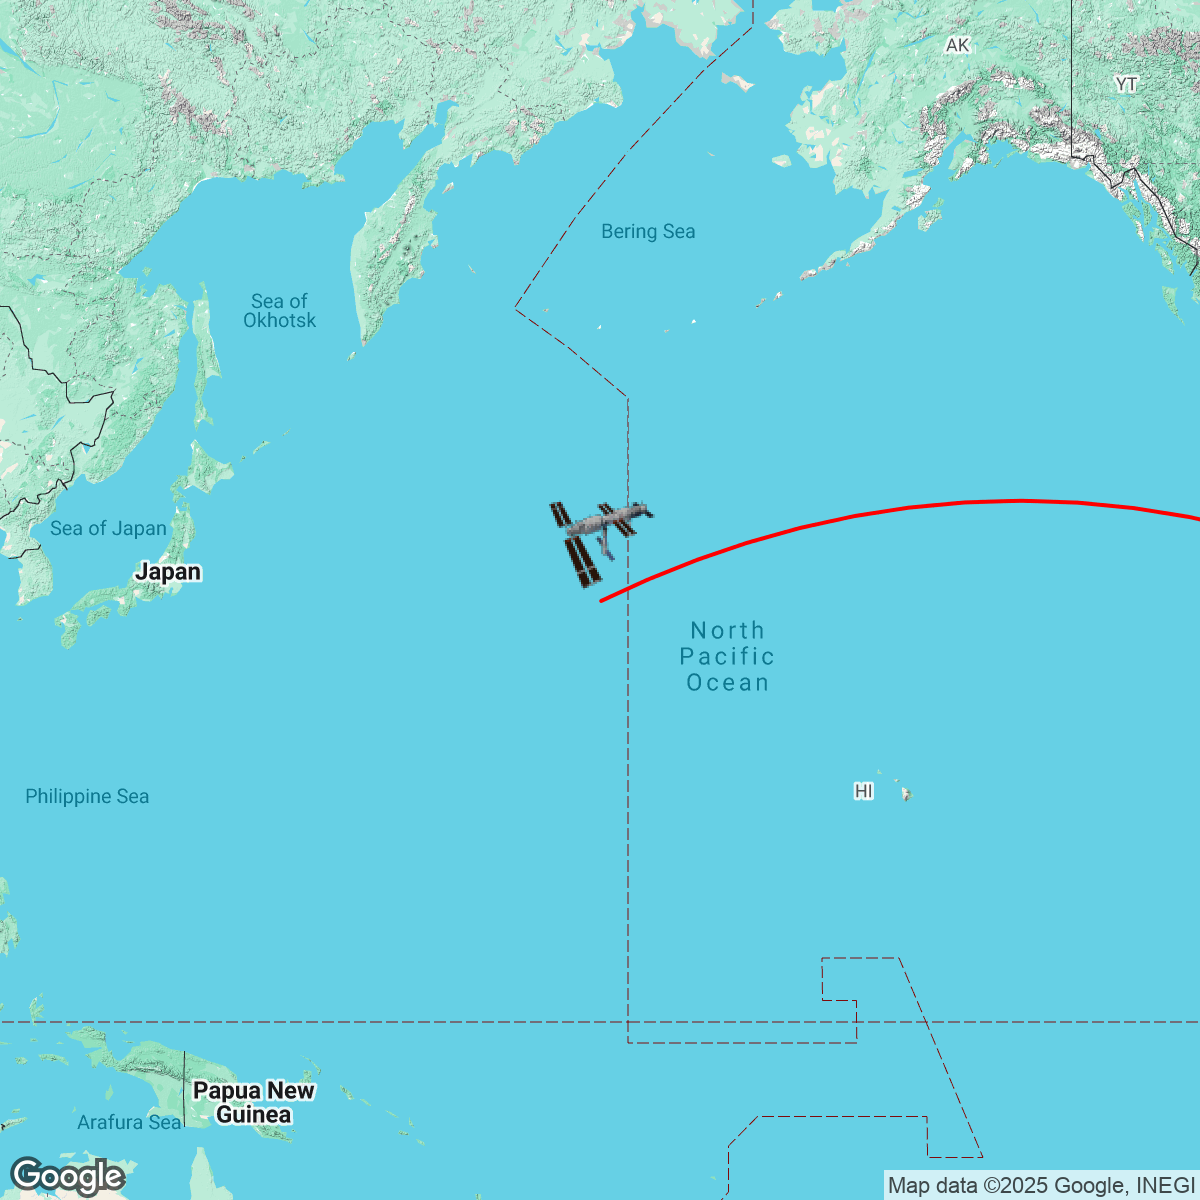 AK
YT
Bering Sea
Sea of
Okhotsk
Sea of Japan
Japan
North
Pacific
Ocean
HI
Philippine Sea
Papua New
Guinea
Arafura Sea
Google
Map data ©2025 Google, INEGI